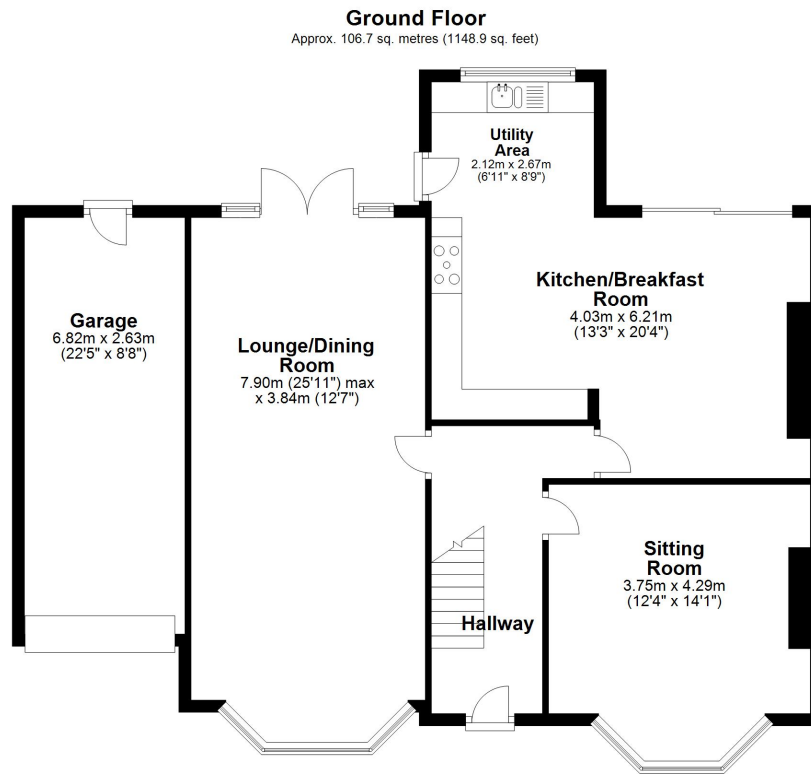 Ground Floor
Approx. 106.7 sq. metres (1148.9 sq. feet)
Utility
Area
2.12m x 2.67m
(6'11" x 8'9")
Kitchen/Breakfast
Room
4.03m x 6.21m
(13'3" x 20'4")
Garage
6.82m x 2.63m
(22'5" x 8'8")
Lounge/Dining
Room
7.90m (25'11") max
x 3.84m (12'7")
Sitting
Room
3.75m x 4.29m
(12'4" x 14'1")
Hallway